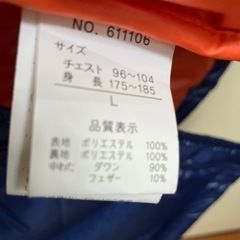 NO. 611106
サイズ
チェスト 96~104
身長 175~185
L
品質表示
表地 ポリエステル 100%
裏地 ポリエステル 100%
中わた ダウン 90%
フェザー 10%